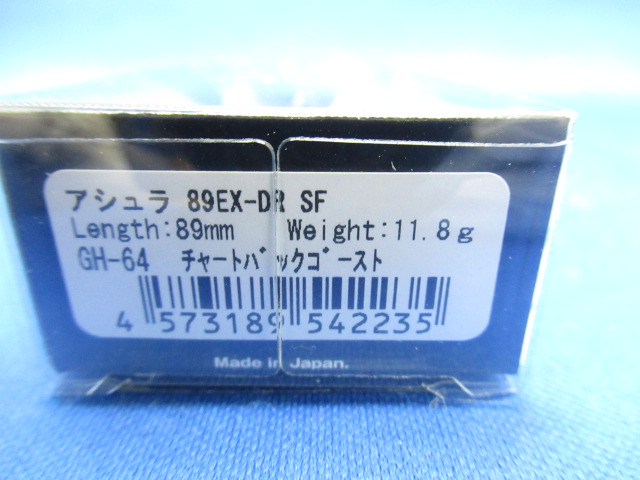 アシュラ 89EX-DR SF
Length:89mm Weight:11.8g
GH-64 チャートバックゴースト
4 573189 542235
Made in Japan.